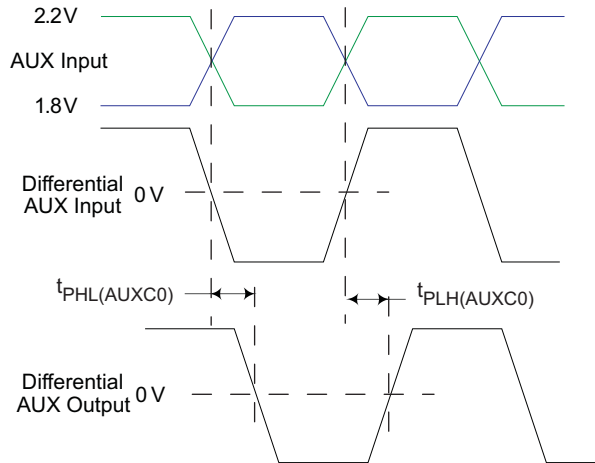 2.2V
AUX Input
1.8V
Differential
AUX Input
0 V
tPHL(AUXC0)
tPLH(AUXC0)
Differential
AUX Output
0 V